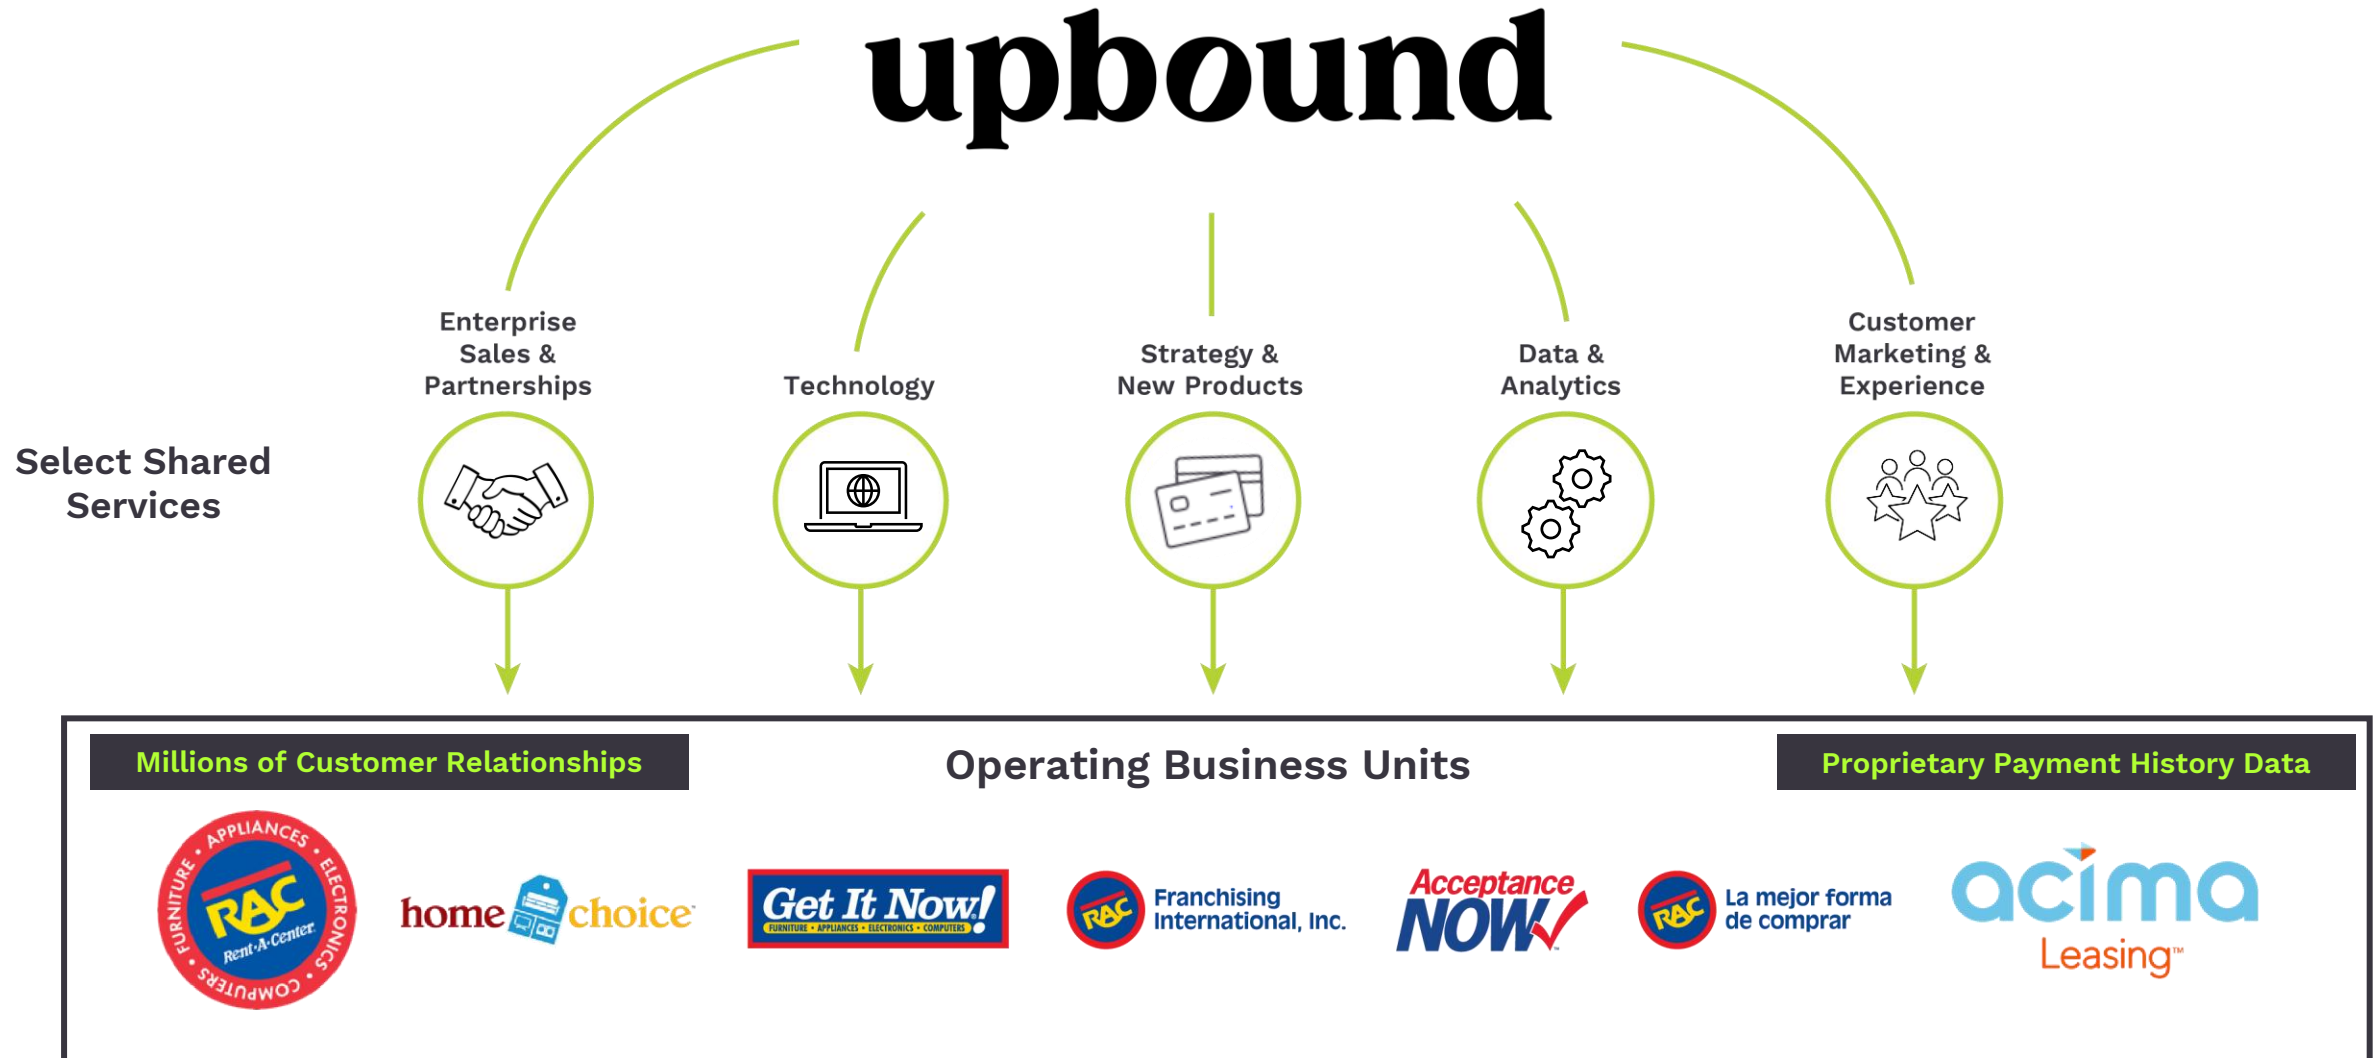 upbound
Enterprise
Sales &
Partnerships
Technology
Strategy &
New Products
Data &
Analytics
Customer
Marketing &
Experience
Select Shared
Services
Millions of Customer Relationships
Operating Business Units
Proprietary Payment History Data
FURNITURE • APPLIANCES • ELECTRONICS • COMPUTERS •
RAC
Rent-A-Center
home choice
Get It Now!
FURNITURE • APPLIANCES • ELECTRONICS • COMPUTERS
RAC
Franchising
International, Inc.
Acceptance
NOW
RAC
La mejor forma
de comprar
acima
Leasing™